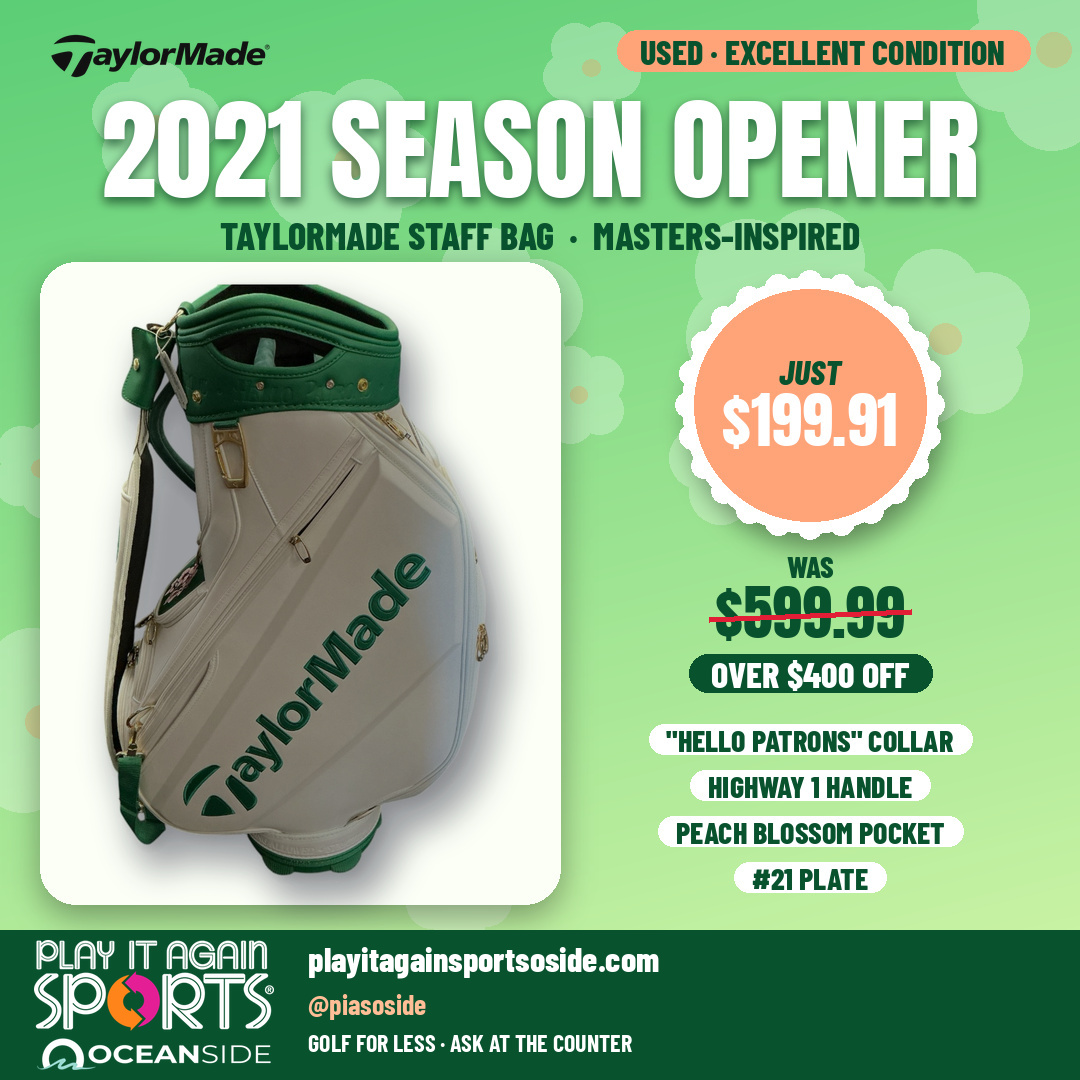 TaylorMade®
USED · EXCELLENT CONDITION
2021 SEASON OPENER
TAYLORMADE STAFF BAG · MASTERS-INSPIRED
TaylorMade
JUST
$199.91
WAS
$599.99
OVER $400 OFF
"HELLO PATRONS" COLLAR
HIGHWAY 1 HANDLE
PEACH BLOSSOM POCKET
#21 PLATE
PLAY IT AGAIN
SPORTS®
OCEANSIDE
playitagainsportsoside.com
@piasoside
GOLF FOR LESS · ASK AT THE COUNTER